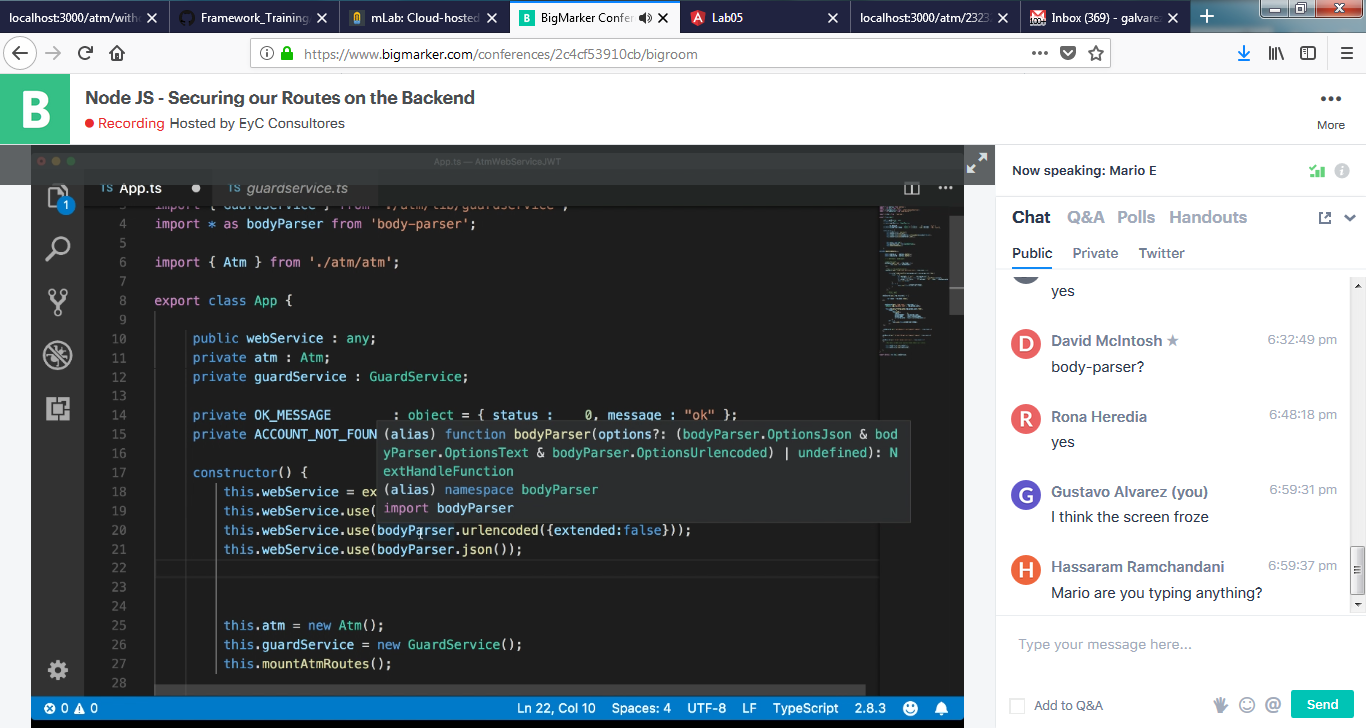 localhost:3000/atm/with
Framework_Training
mLab: Cloud-hosted
BigMarker Confer
Lab05
localhost:3000/atm/2323
Inbox (369) - galvarez
https://www.bigmarker.com/conferences/2c4cf53910cb/bigroom
B
Node JS - Securing our Routes on the Backend
Recording Hosted by EyC Consultores
More
App.ts — AtmWebServiceJWT
TS App.ts
TS guardservice.ts
1
3 import { GuardService } from './atm/lib/guardservice';
4 import * as bodyParser from 'body-parser';
5
6 import { Atm } from './atm/atm';
7
8 export class App {
9
10 public webService : any;
11 private atm : Atm;
12 private guardService : GuardService;
13
14 private OK_MESSAGE : object = { status : 0, message : "ok" };
15 private ACCOUNT_NOT_FOUN
16
17 constructor() {
18 this.webService = ex
19 this.webService.use(
20 this.webService.use(bodyParser.urlencoded({extended:false}));
21 this.webService.use(bodyParser.json());
22
23
24
25 this.atm = new Atm();
26 this.guardService = new GuardService();
27 this.mountAtmRoutes();
28
(alias) function bodyParser(options?: (bodyParser.OptionsJson & bod
yParser.OptionsText & bodyParser.OptionsUrlencoded) | undefined): N
extHandleFunction
(alias) namespace bodyParser
import bodyParser
0 0
Ln 22, Col 10 Spaces: 4 UTF-8 LF TypeScript 2.8.3
Now speaking: Mario E
Chat Q&A Polls Handouts
Public Private Twitter
yes
D
David McIntosh 6:32:49 pm
body-parser?
R
Rona Heredia 6:48:18 pm
yes
G
Gustavo Alvarez (you) 6:59:31 pm
I think the screen froze
H
Hassaram Ramchandani 6:59:37 pm
Mario are you typing anything?
Type your message here...
Add to Q&A
Send